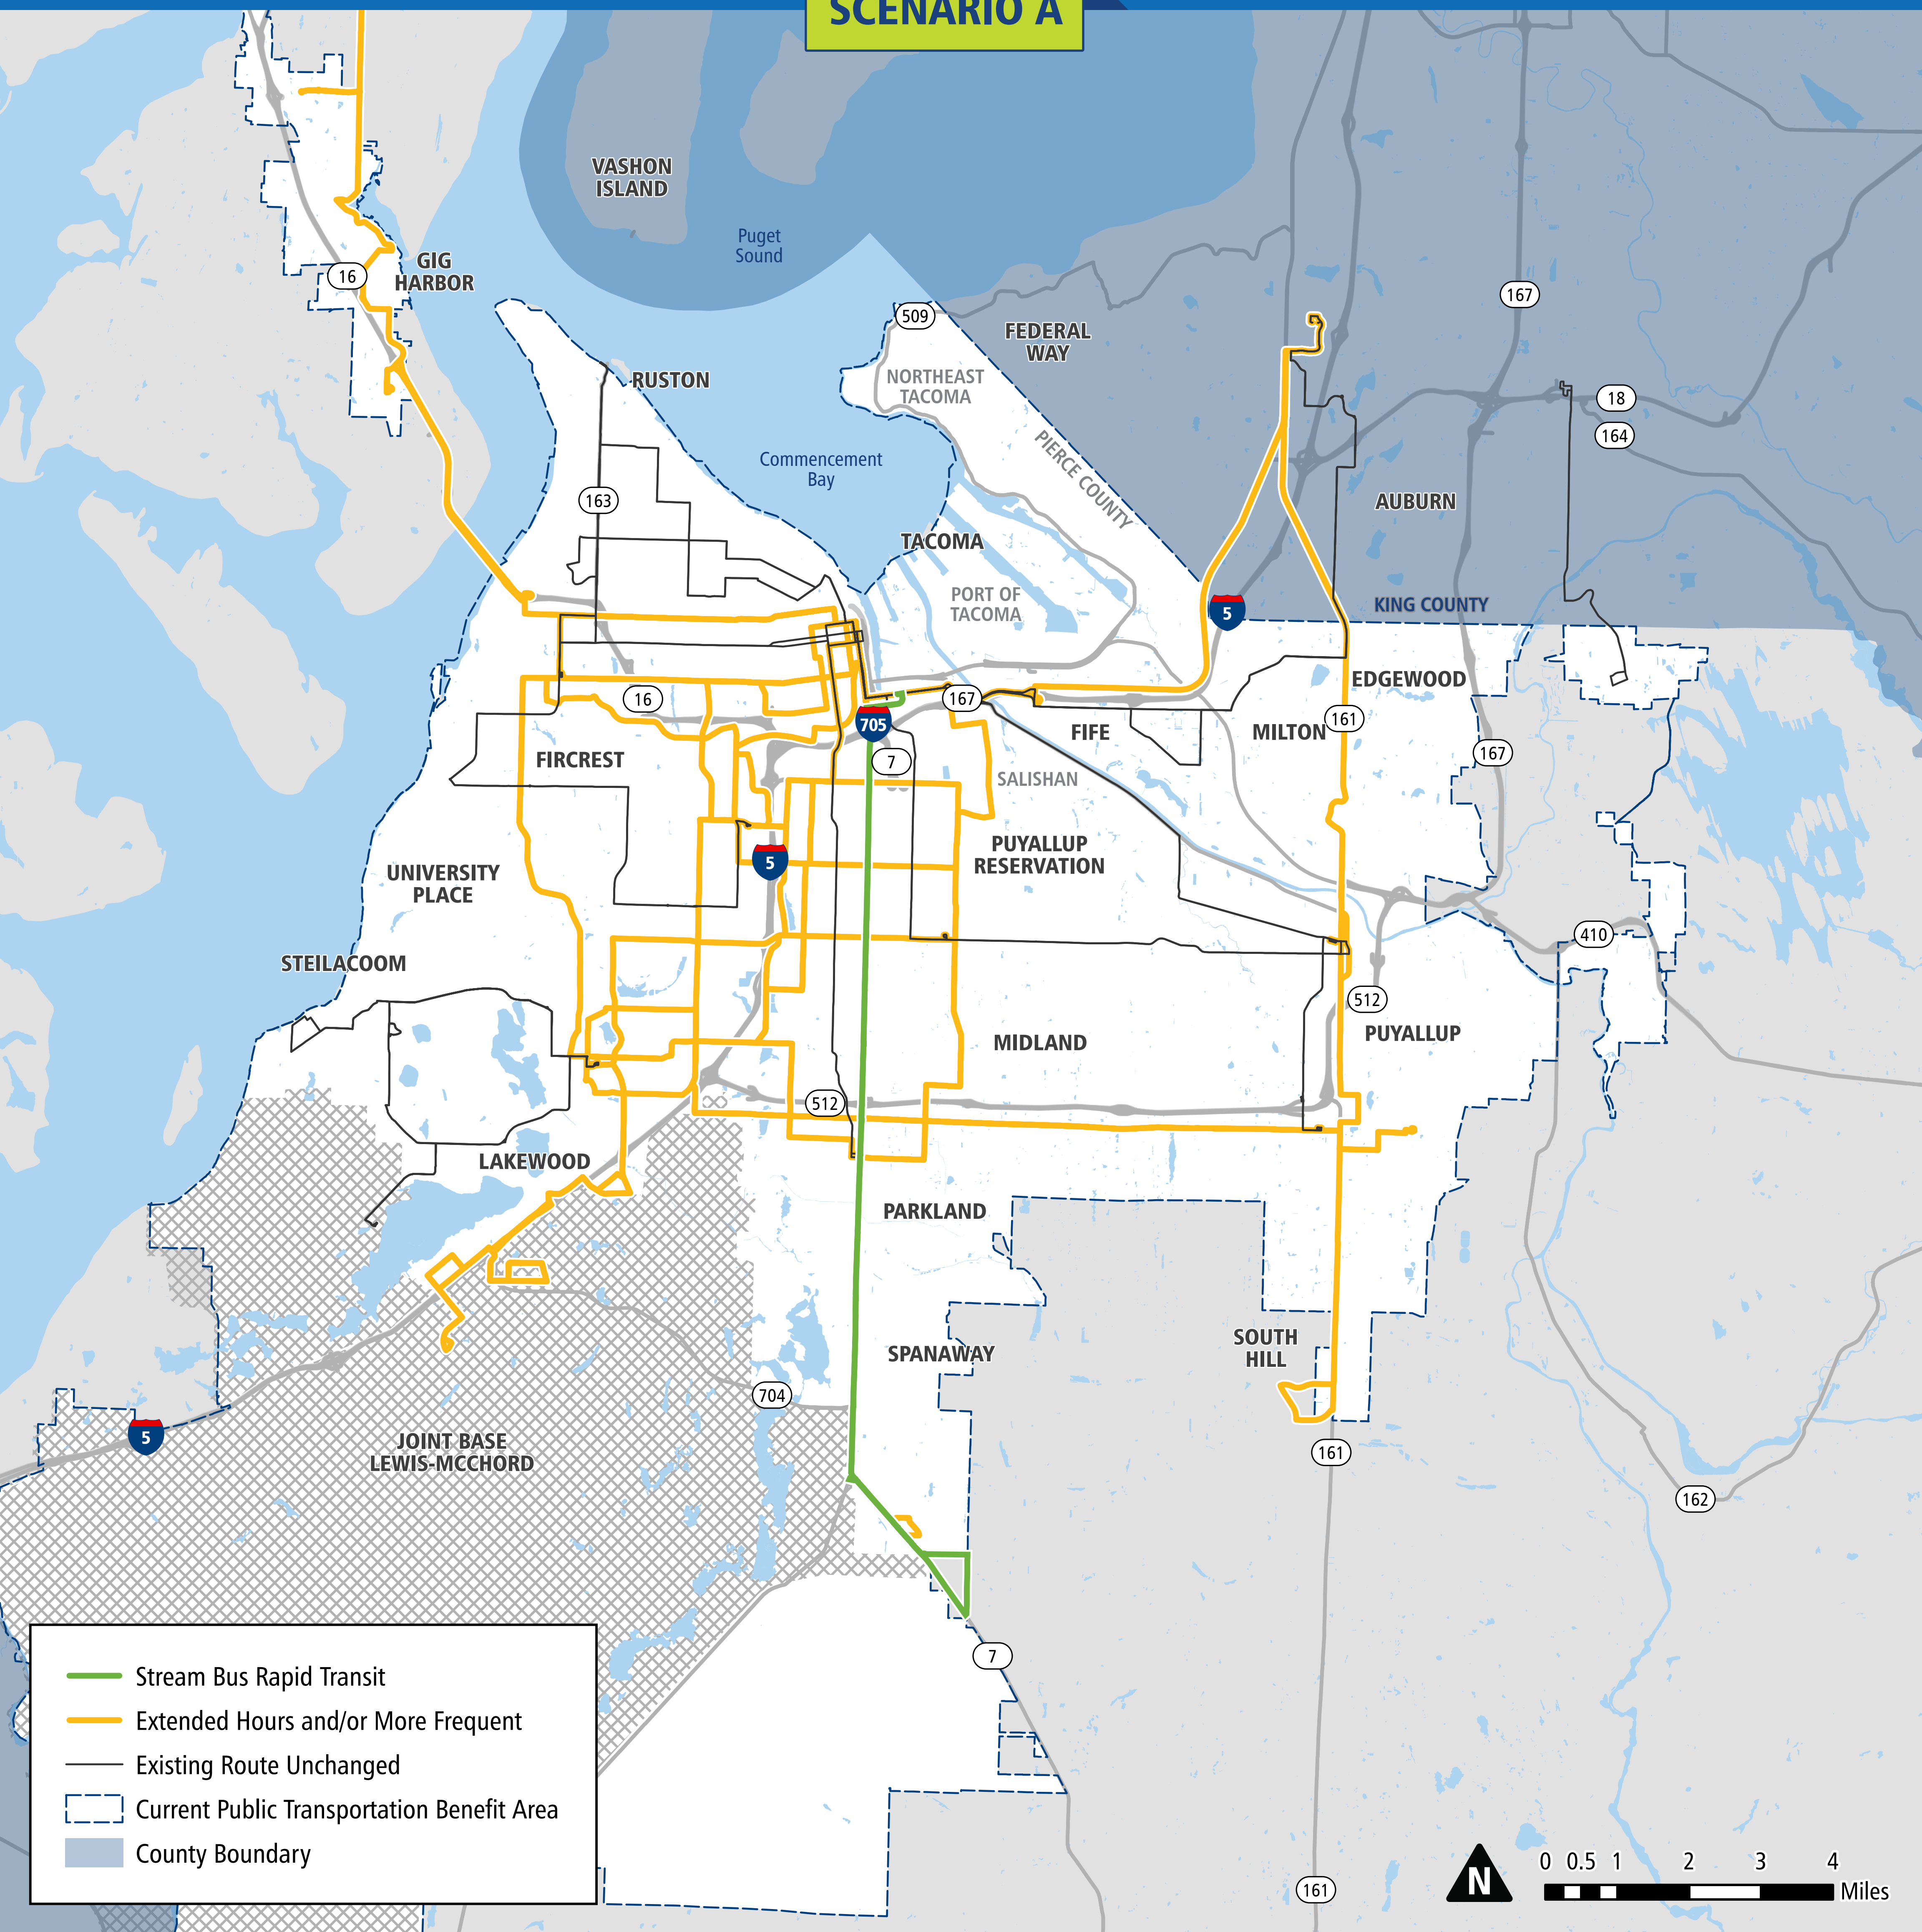 SCENARIO A
VASHON
ISLAND
Puget
Sound
GIG
HARBOR
16
509
FEDERAL
WAY
167
RUSTON
NORTHEAST
TACOMA
18
164
PIERCE COUNTY
Commencement
Bay
163
AUBURN
TACOMA
PORT OF
TACOMA
5
KING COUNTY
EDGEWOOD
16
167
161
705
FIFE
MILTON
FIRCREST
7
167
SALISHAN
PUYALLUP
RESERVATION
5
UNIVERSITY
PLACE
410
STEILACOOM
512
PUYALLUP
MIDLAND
512
LAKEWOOD
PARKLAND
SOUTH
HILL
SPANAWAY
704
5
JOINT BASE
LEWIS-MCCHORD
161
162
7
Stream Bus Rapid Transit
Extended Hours and/or More Frequent
Existing Route Unchanged
Current Public Transportation Benefit Area
County Boundary
161
N
0 0.5 1 2 3 4
Miles